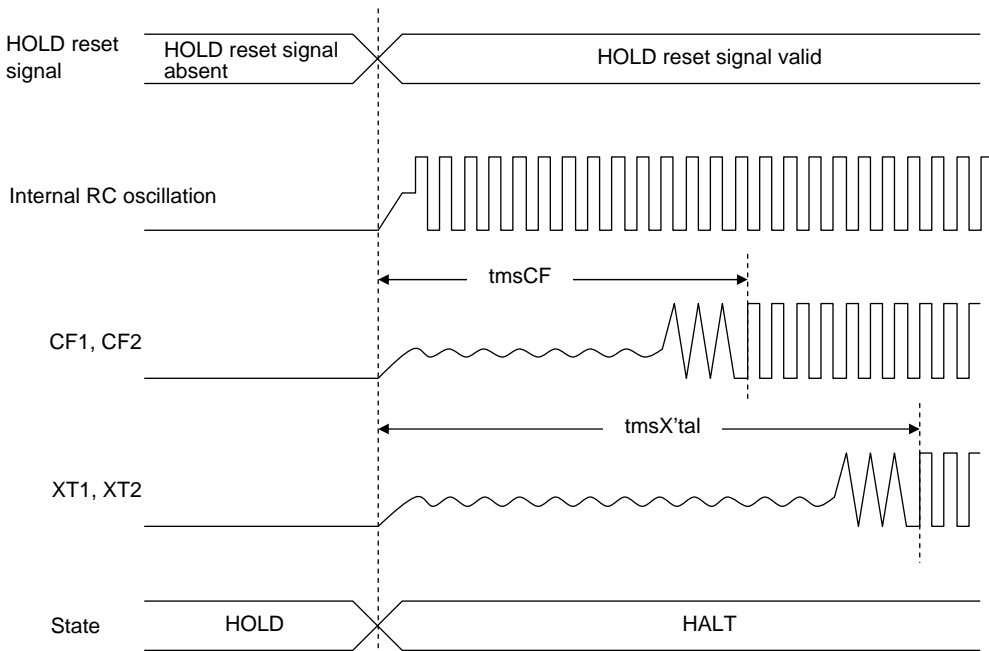 HOLD reset
signal
HOLD reset signal
absent
HOLD reset signal valid
Internal RC oscillation
tmsCF
CF1, CF2
tmsX’tal
XT1, XT2
State
HOLD
HALT